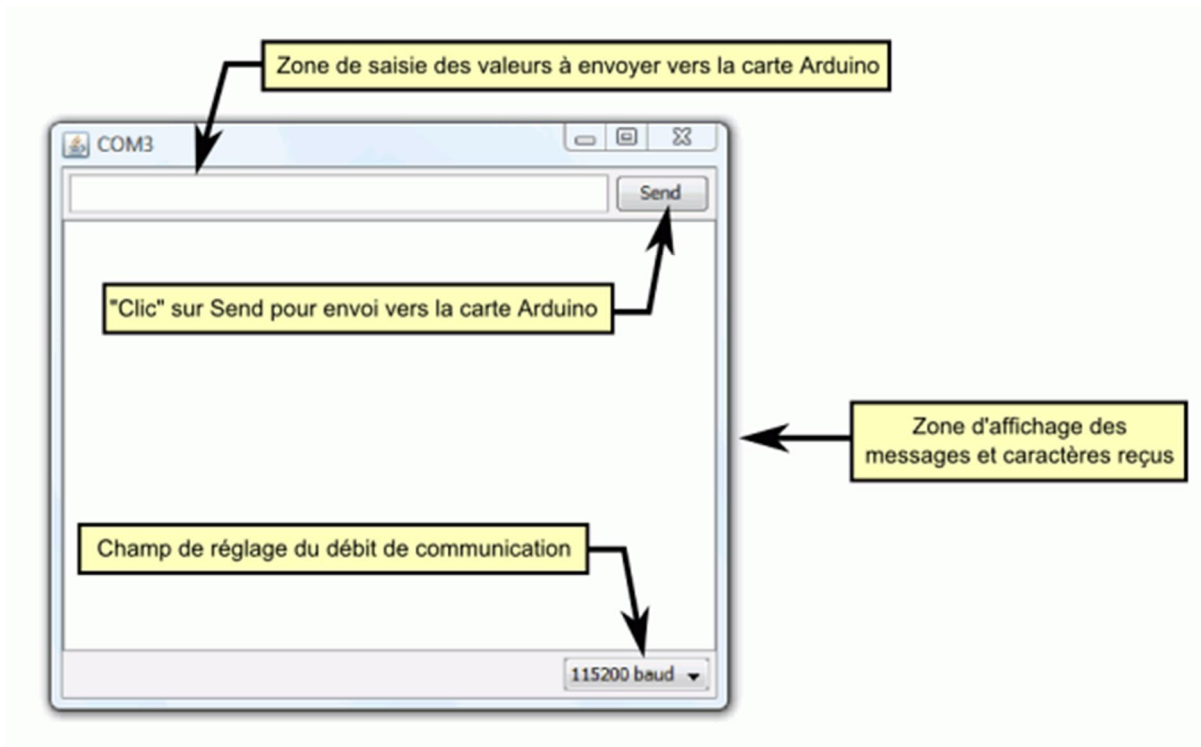 Zone de saisie des valeurs à envoyer vers la carte Arduino
COM3
Send
"Clic" sur Send pour envoi vers la carte Arduino
Zone d'affichage des
messages et caractères reçus
Champ de réglage du débit de communication
115200 baud